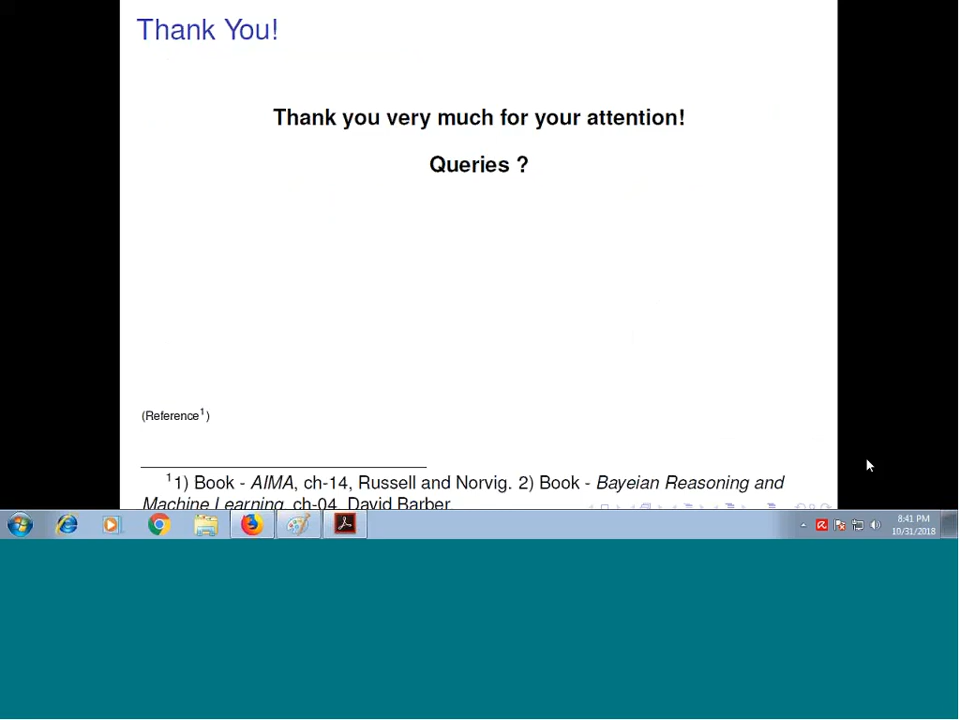 Thank You!
Thank you very much for your attention!
Queries ?
(Reference¹)
¹1) Book - AIMA, ch-14, Russell and Norvig. 2) Book - Bayeian Reasoning and
Machine Learning, ch-04, David Barber
8:41 PM
10/31/2018